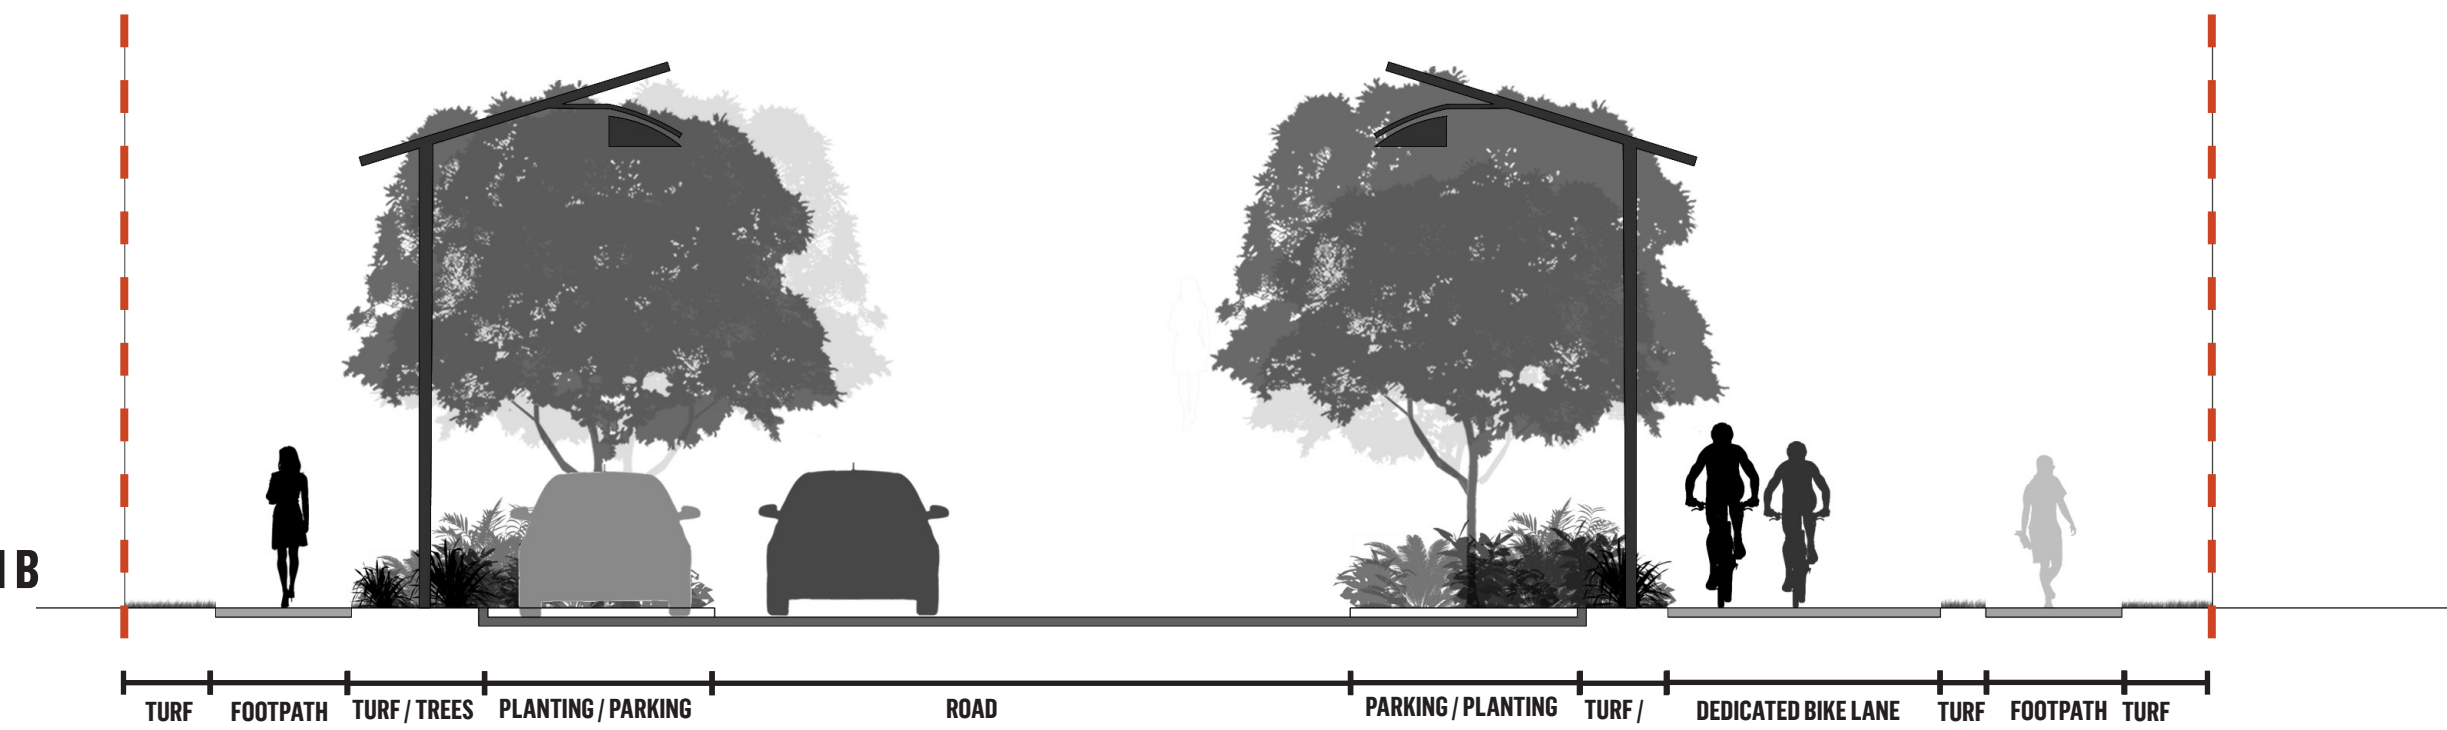 B
TURF
FOOTPATH
TURF / TREES
PLANTING / PARKING
ROAD
PARKING / PLANTING
TURF /
DEDICATED BIKE LANE
TURF
FOOTPATH
TURF